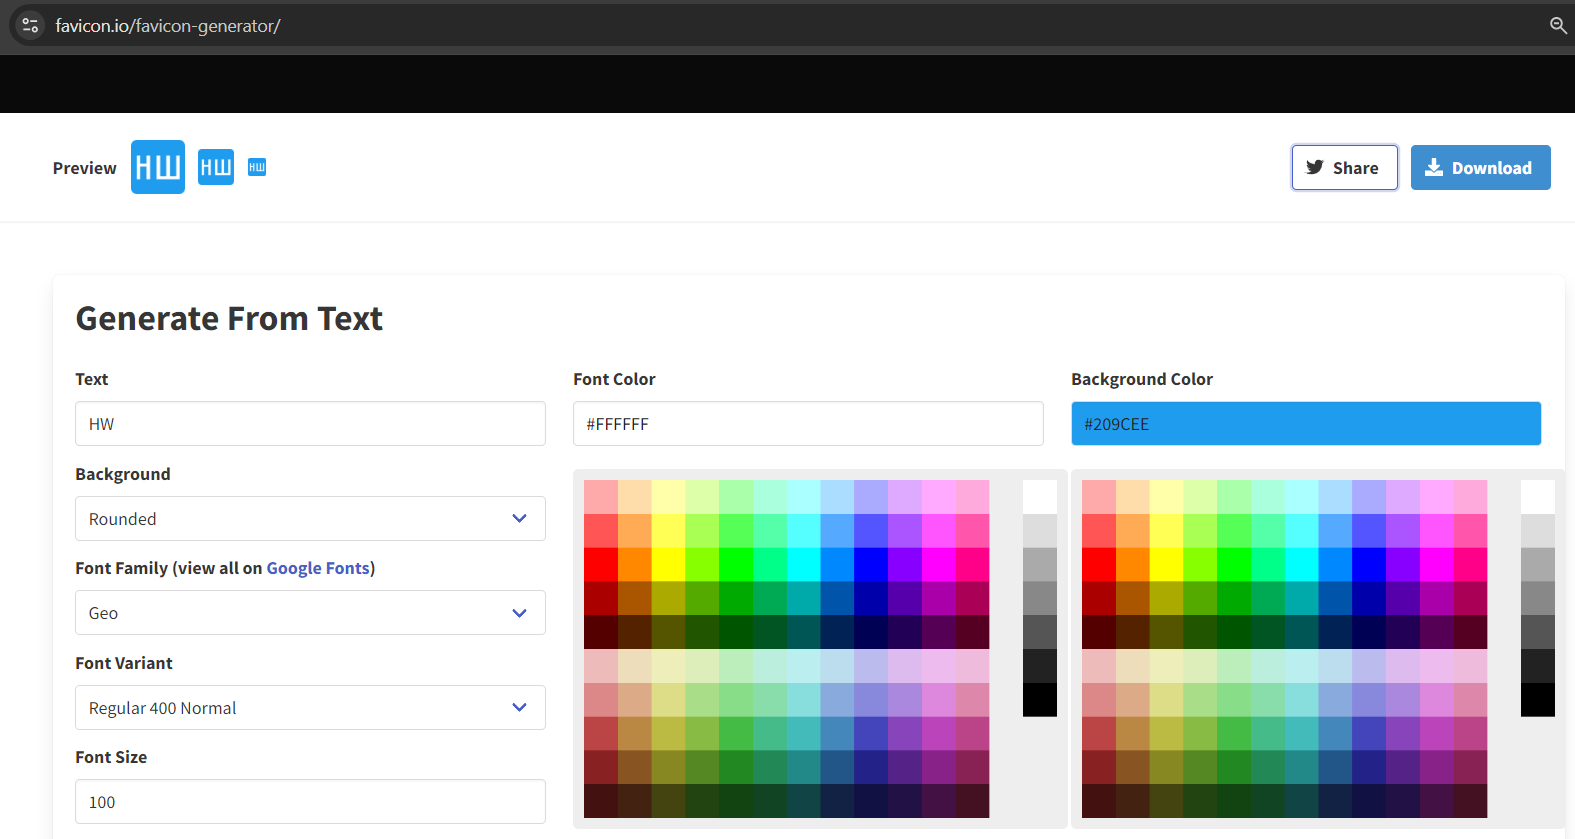 favicon.io/favicon-generator/
Preview HW HW HW Share Download
Generate From Text
Text
HW
Font Color
#FFFFFF
Background Color
#209CEE
Background
Rounded
Font Family (view all on Google Fonts)
Geo
Font Variant
Regular 400 Normal
Font Size
100